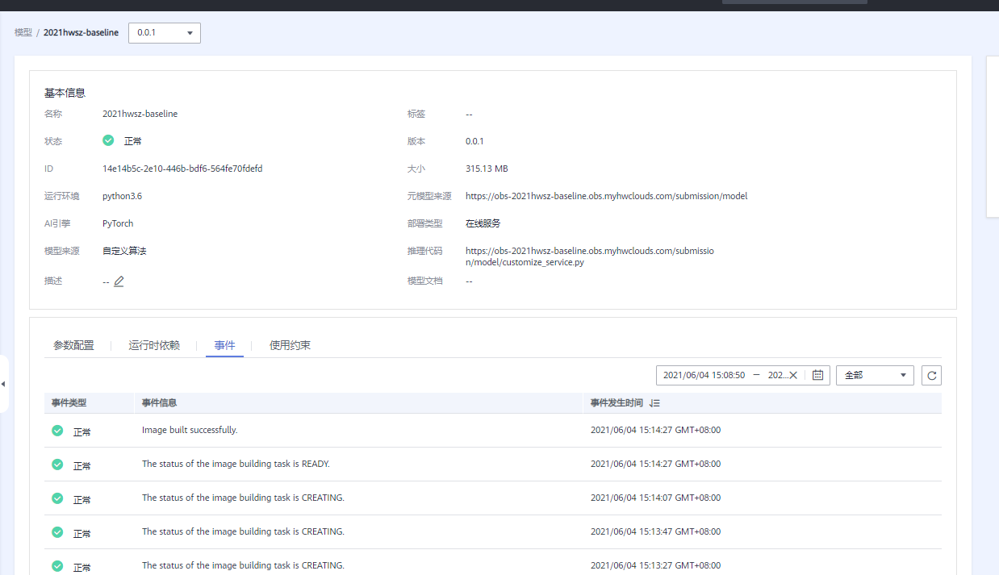 模型 / 2021hwsz-baseline 0.0.1
基本信息
名称 2021hwsz-baseline 标签 --
状态 正常 版本 0.0.1
ID 14e14b5c-2e10-446b-bdf6-564fe70fdefd 大小 315.13 MB
运行环境 python3.6 元模型来源 https://obs-2021hwsz-baseline.obs.myhwclouds.com/submission/model
AI引擎 PyTorch 部署类型 在线服务
模型来源 自定义算法 推理代码 https://obs-2021hwsz-baseline.obs.myhwclouds.com/submissio
n/model/customize_service.py
描述 -- 模型文档 --
参数配置 运行时依赖 事件 使用约束
2021/06/04 15:08:50 — 202... 全部
事件类型 事件信息 事件发生时间
正常 Image built successfully. 2021/06/04 15:14:27 GMT+08:00
正常 The status of the image building task is READY. 2021/06/04 15:14:27 GMT+08:00
正常 The status of the image building task is CREATING. 2021/06/04 15:14:07 GMT+08:00
正常 The status of the image building task is CREATING. 2021/06/04 15:13:47 GMT+08:00
正常 The status of the image building task is CREATING. 2021/06/04 15:13:27 GMT+08:00